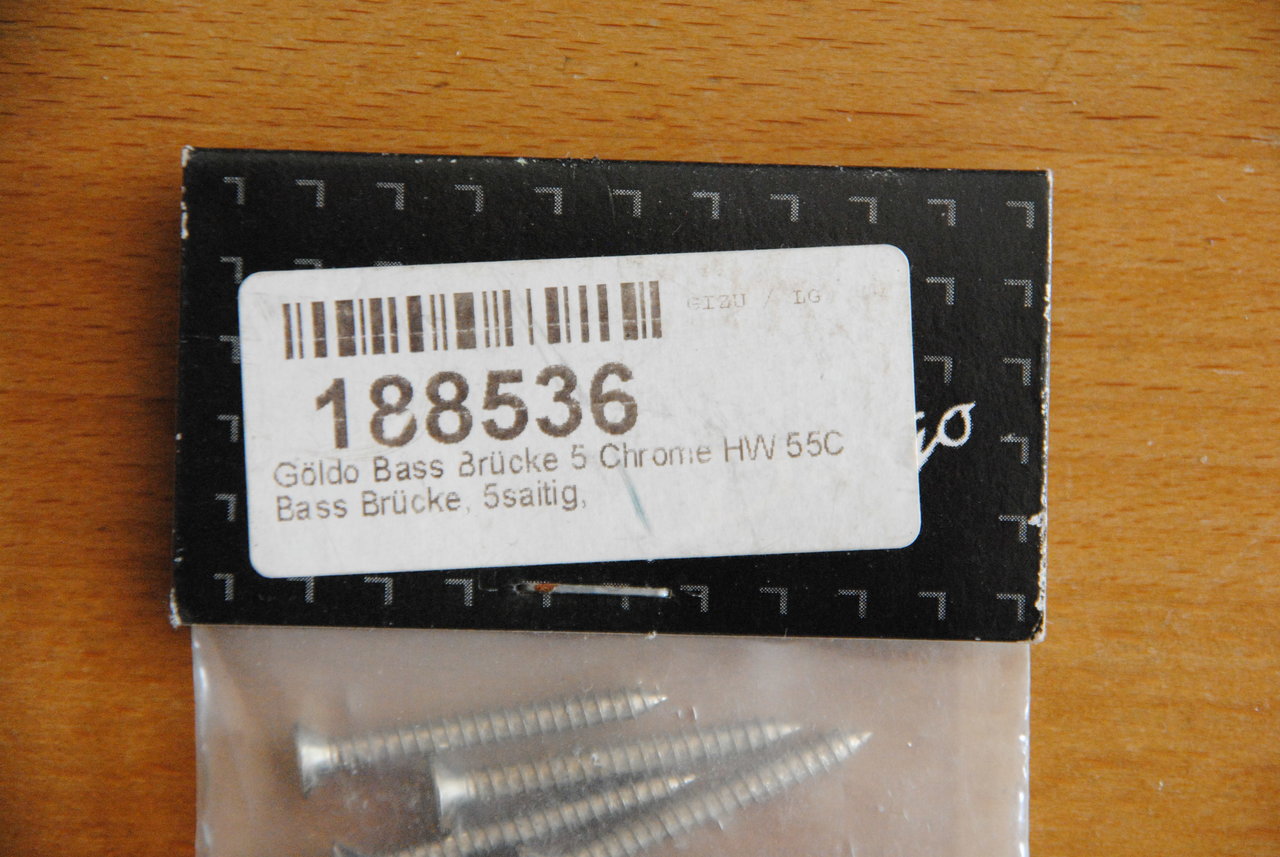 GIZU / LG
188536
Göldo Bass Brücke 5 Chrome HW 55C
Bass Brücke, 5saitig,